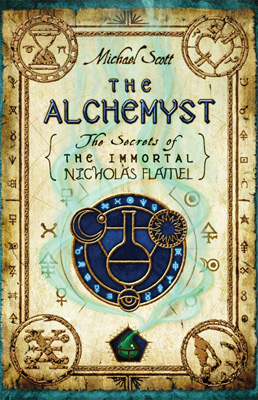 Michael Scott
THE
ALCHEMYST
The Secrets of
THE IMMORTAL
NICHOLAS FLAMEL